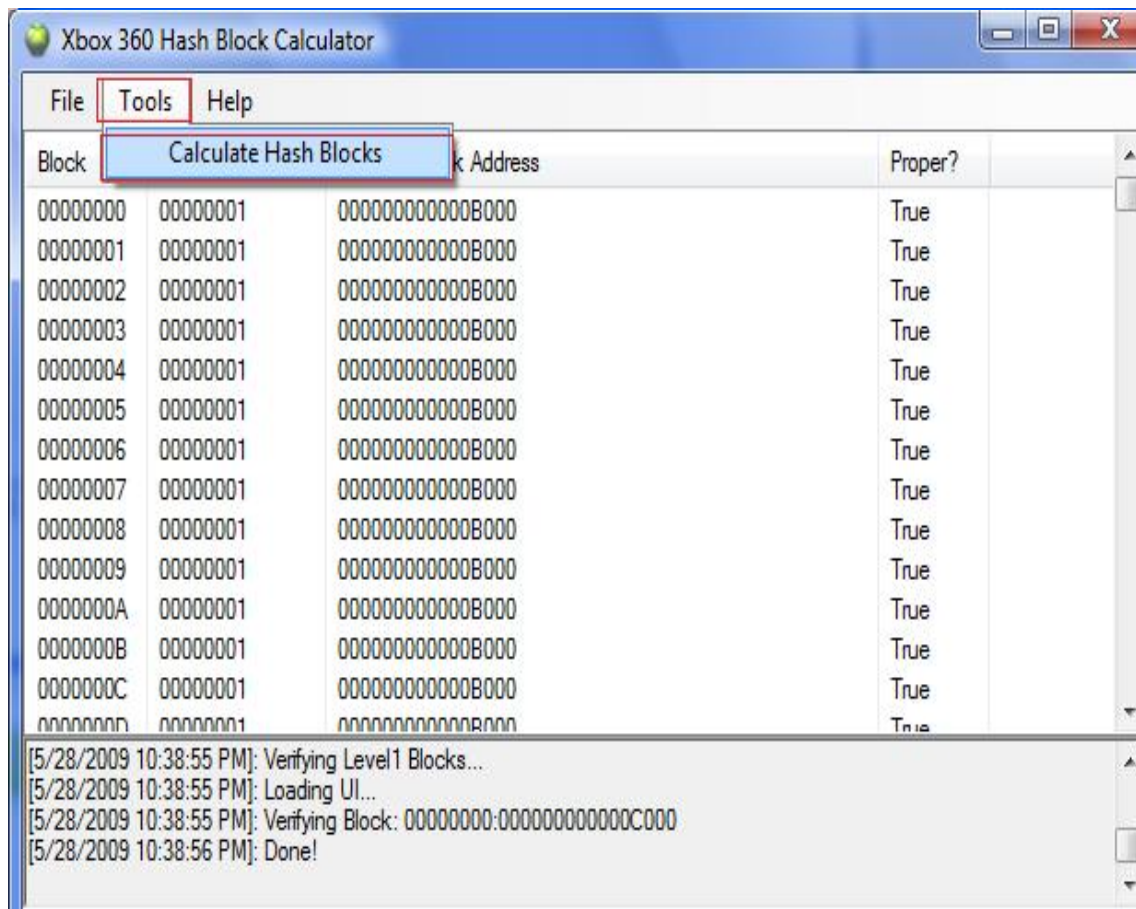 Xbox 360 Hash Block Calculator
File Tools Help
Calculate Hash Blocks
Block Address Proper?
00000000 00000001 000000000000B000 True
00000001 00000001 000000000000B000 True
00000002 00000001 000000000000B000 True
00000003 00000001 000000000000B000 True
00000004 00000001 000000000000B000 True
00000005 00000001 000000000000B000 True
00000006 00000001 000000000000B000 True
00000007 00000001 000000000000B000 True
00000008 00000001 000000000000B000 True
00000009 00000001 000000000000B000 True
0000000A 00000001 000000000000B000 True
0000000B 00000001 000000000000B000 True
0000000C 00000001 000000000000B000 True
0000000D 00000001 000000000000B000 True
[5/28/2009 10:38:55 PM]: Verifying Level1 Blocks...
[5/28/2009 10:38:55 PM]: Loading UI...
[5/28/2009 10:38:55 PM]: Verifying Block: 00000000:000000000000C000
[5/28/2009 10:38:56 PM]: Done!